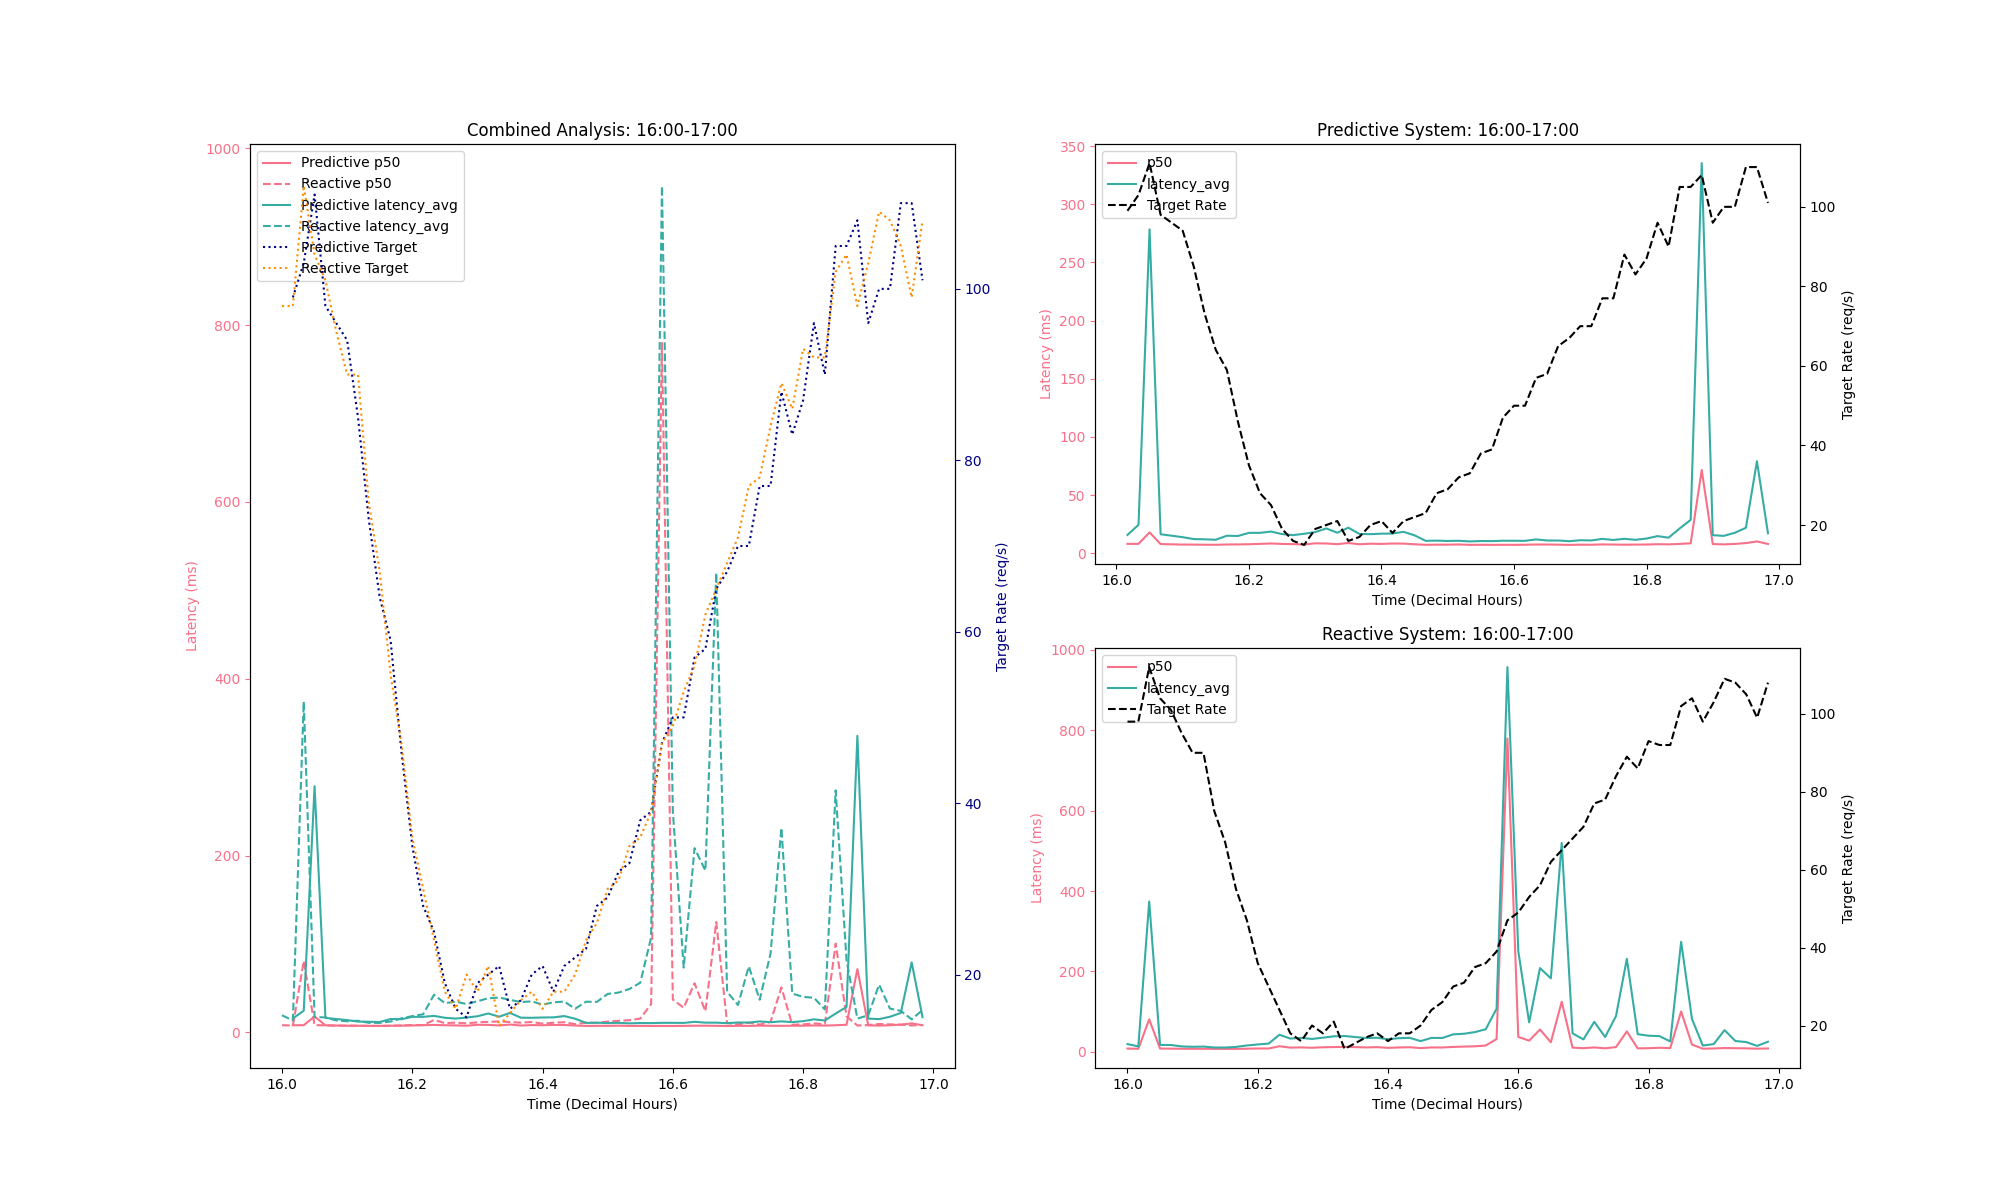 Combined Analysis: 16:00-17:00
Predictive p50
Reactive p50
Predictive latency_avg
Reactive latency_avg
Predictive Target
Reactive Target
1000
800
600
400
200
0
Latency (ms)
100
80
60
40
20
Target Rate (req/s)
16.0 16.2 16.4 16.6 16.8 17.0
Time (Decimal Hours)
Predictive System: 16:00-17:00
p50
latency_avg
Target Rate
350
300
250
200
150
100
50
0
Latency (ms)
100
80
60
40
20
Target Rate (req/s)
16.0 16.2 16.4 16.6 16.8 17.0
Time (Decimal Hours)
Reactive System: 16:00-17:00
p50
latency_avg
Target Rate
1000
800
600
400
200
0
Latency (ms)
100
80
60
40
20
Target Rate (req/s)
16.0 16.2 16.4 16.6 16.8 17.0
Time (Decimal Hours)